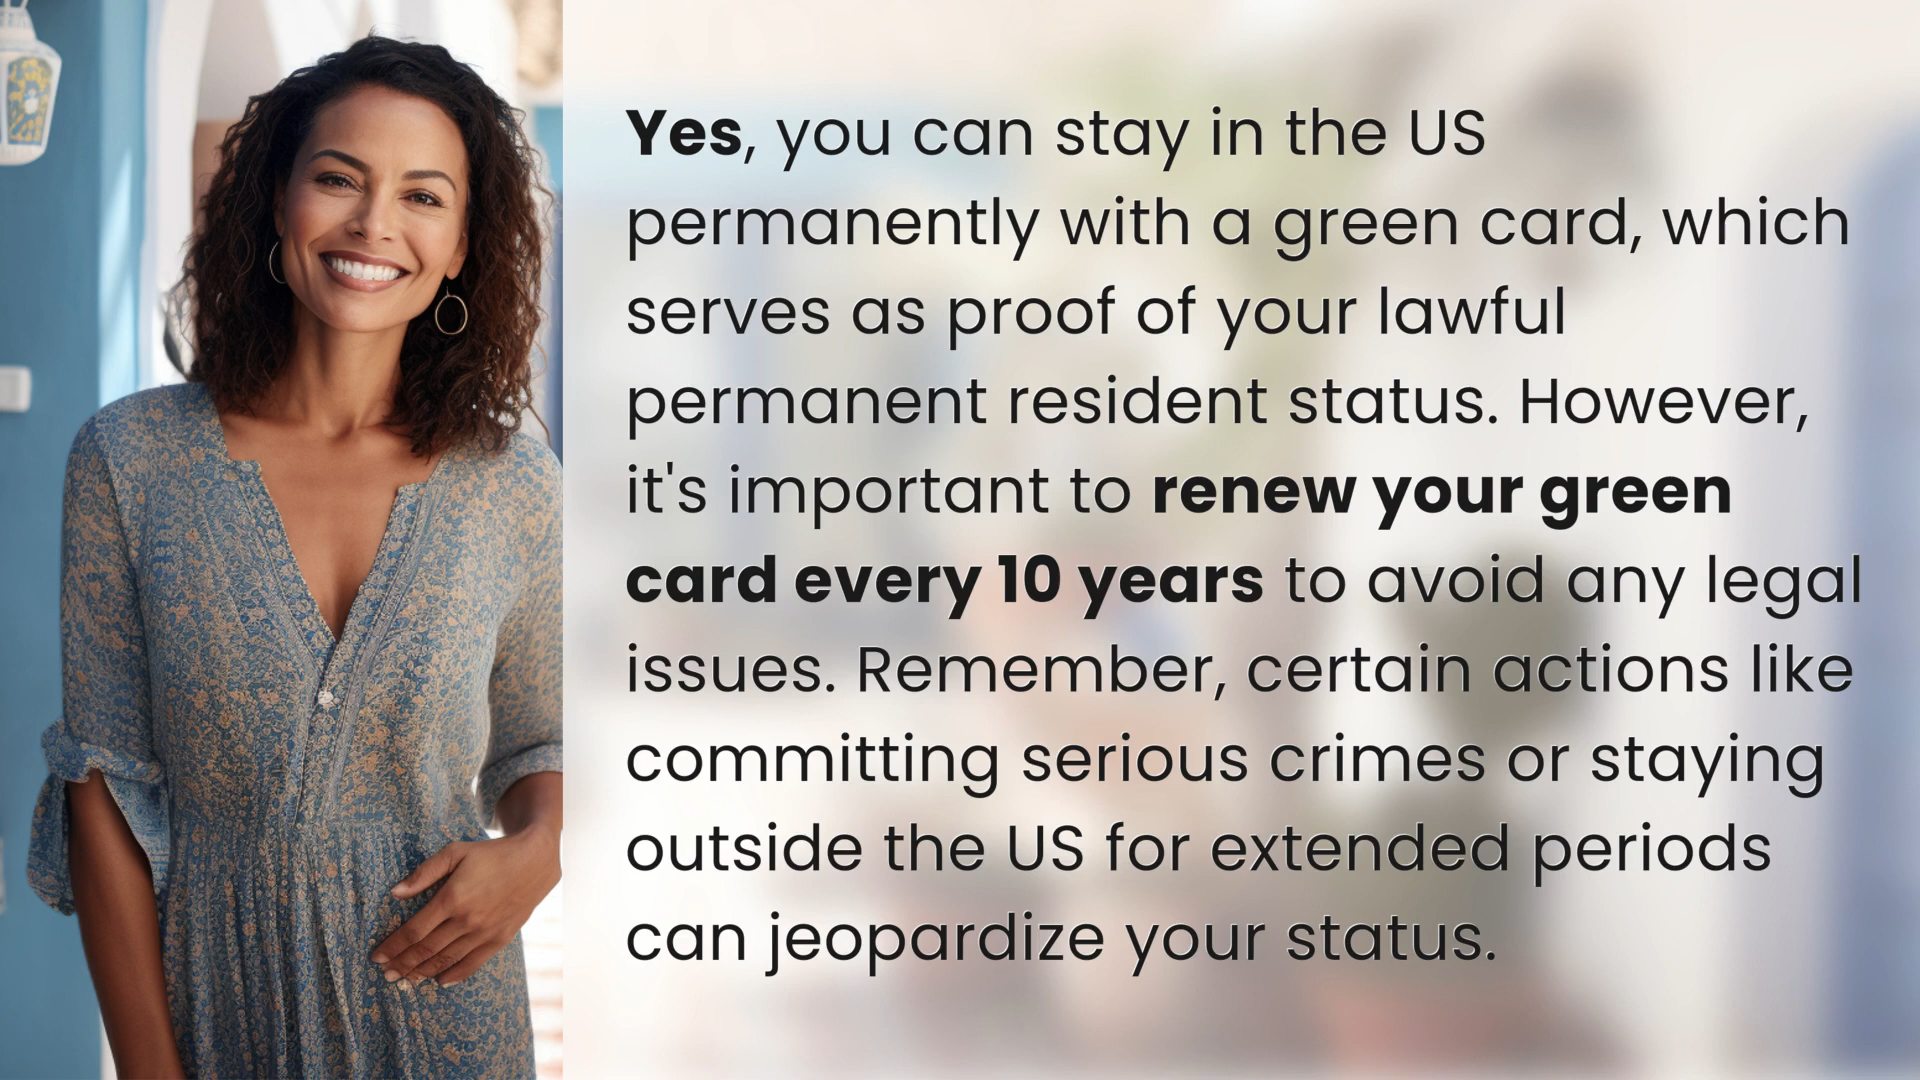 Yes, you can stay in the US
permanently with a green card, which
serves as proof of your lawful
permanent resident status. However,
it's important to renew your green
card every 10 years to avoid any legal
issues. Remember, certain actions like
committing serious crimes or staying
outside the US for extended periods
can jeopardize your status.